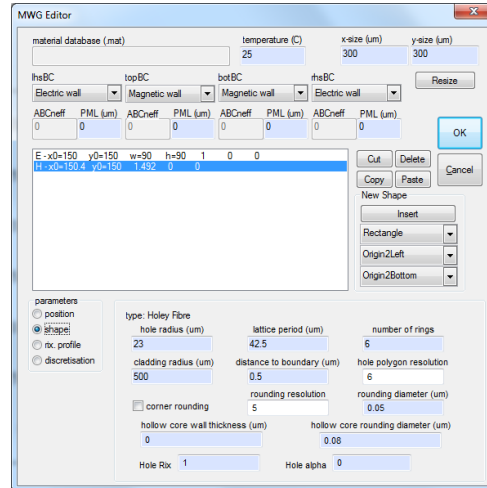 MWG Editor
material database (.mat)
temperature (C)
x-size (um)
y-size (um)
25
300
300
lhsBC
topBC
botBC
rhsBC
Electric wall
Magnetic wall
Magnetic wall
Electric wall
Resize
ABCneff
PML (um)
ABCneff
PML (um)
ABCneff
PML (um)
ABCneff
PML (um)
0
0
0
0
0
0
0
0
OK
E - x0=150 y0=150 w=90 h=90 1 0 0
H - x0=150.4 y0=150 1.492 0 0
Cut
Delete
Copy
Paste
Cancel
New Shape
Insert
Rectangle
Origin2Left
Origin2Bottom
parameters
position
shape
rix. profile
discretisation
type: Holey Fibre
hole radius (um)
lattice period (um)
number of rings
23
42.5
6
cladding radius (um)
distance to boundary (um)
hole polygon resolution
500
0.5
6
corner rounding
rounding resolution
rounding diameter (um)
5
0.05
hollow core wall thickness (um)
hollow core rounding diameter (um)
0
0.08
Hole Rix 1
Hole alpha 0